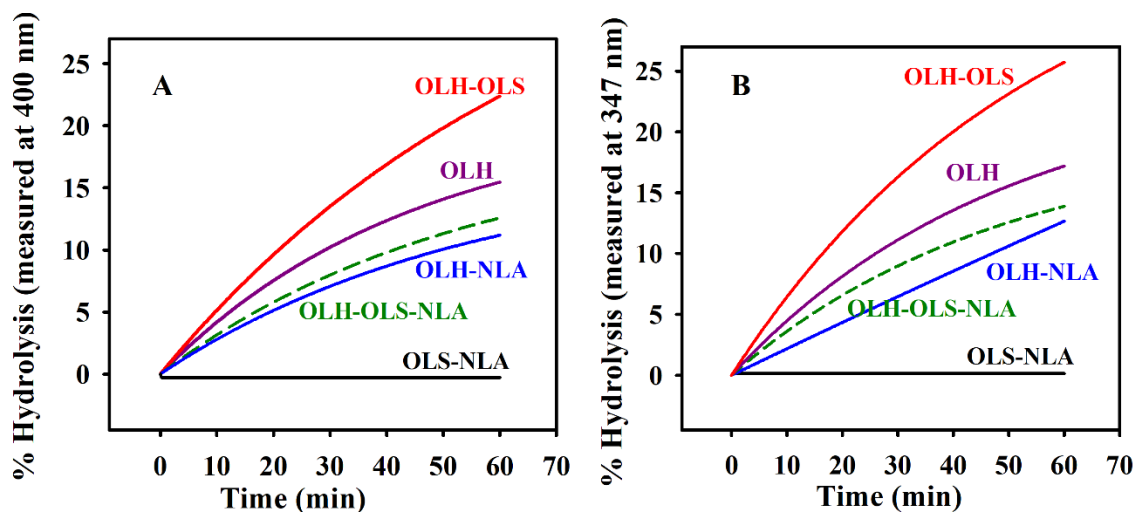 % Hydrolysis (measured at 400 nm)
A
25
20
15
10
5
0
OLH-OLS
OLH
OLH-NLA
OLH-OLS-NLA
OLS-NLA
0 10 20 30 40 50 60 70
Time (min)
% Hydrolysis (measured at 347 nm)
B
25
20
15
10
5
0
OLH-OLS
OLH
OLH-NLA
OLH-OLS-NLA
OLS-NLA
0 10 20 30 40 50 60 70
Time (min)